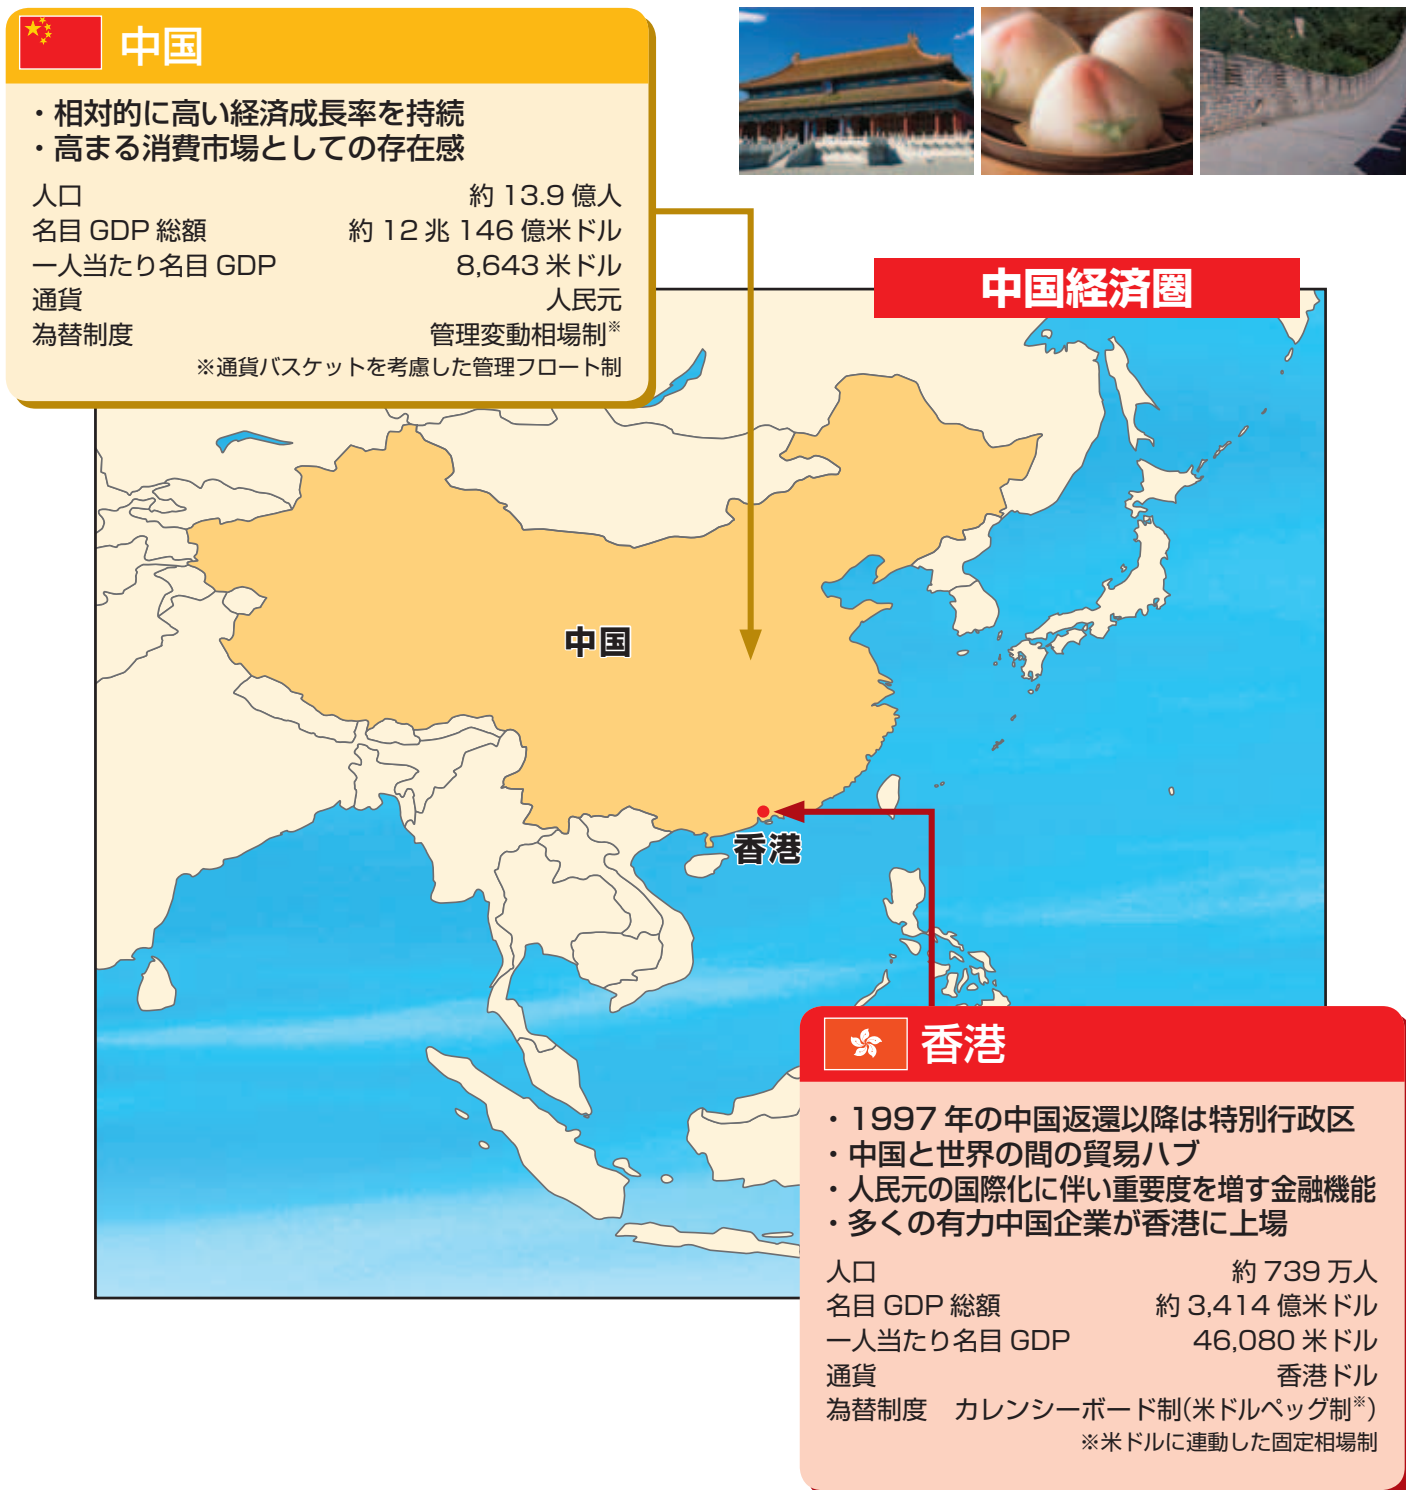 中国
・相対的に高い経済成長率を持続
・高まる消費市場としての存在感
人口 約 13.9 億人
名目 GDP 総額 約 12 兆 146 億米ドル
一人当たり名目 GDP 8,643 米ドル
通貨 人民元
為替制度 管理変動相場制※
※通貨バスケットを考慮した管理フロート制
中国経済圏
中国
香港
香港
・1997 年の中国返還以降は特別行政区
・中国と世界の間の貿易ハブ
・人民元の国際化に伴い重要度を増す金融機能
・多くの有力中国企業が香港に上場
人口 約 739 万人
名目 GDP 総額 約 3,414 億米ドル
一人当たり名目 GDP 46,080 米ドル
通貨 香港ドル
為替制度 カレンシーボード制(米ドルペッグ制※)
※米ドルに連動した固定相場制